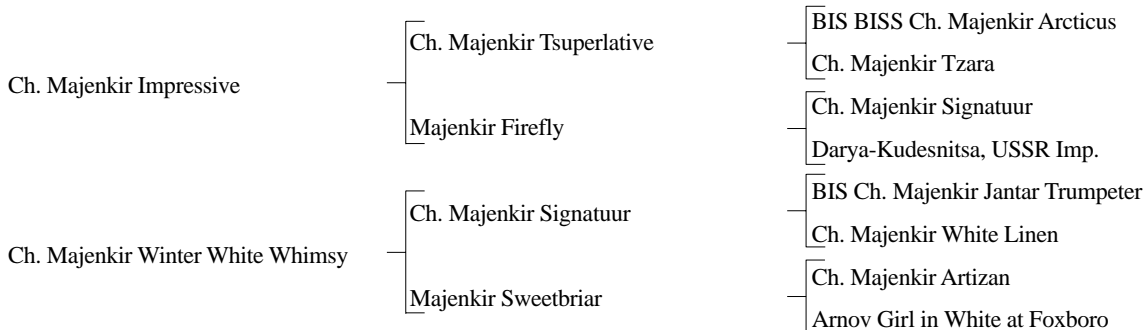 BIS BISS Ch. Majenkir Arcticus
Ch. Majenkir Tsuperlative
Ch. Majenkir Tzara
Ch. Majenkir Impressive
Ch. Majenkir Signatuur
Majenkir Firefly
Darya-Kudesnitsa, USSR Imp.
BIS Ch. Majenkir Jantar Trumpeter
Ch. Majenkir Signatuur
Ch. Majenkir White Linen
Ch. Majenkir Winter White Whimsy
Ch. Majenkir Artizan
Majenkir Sweetbriar
Arnov Girl in White at Foxboro